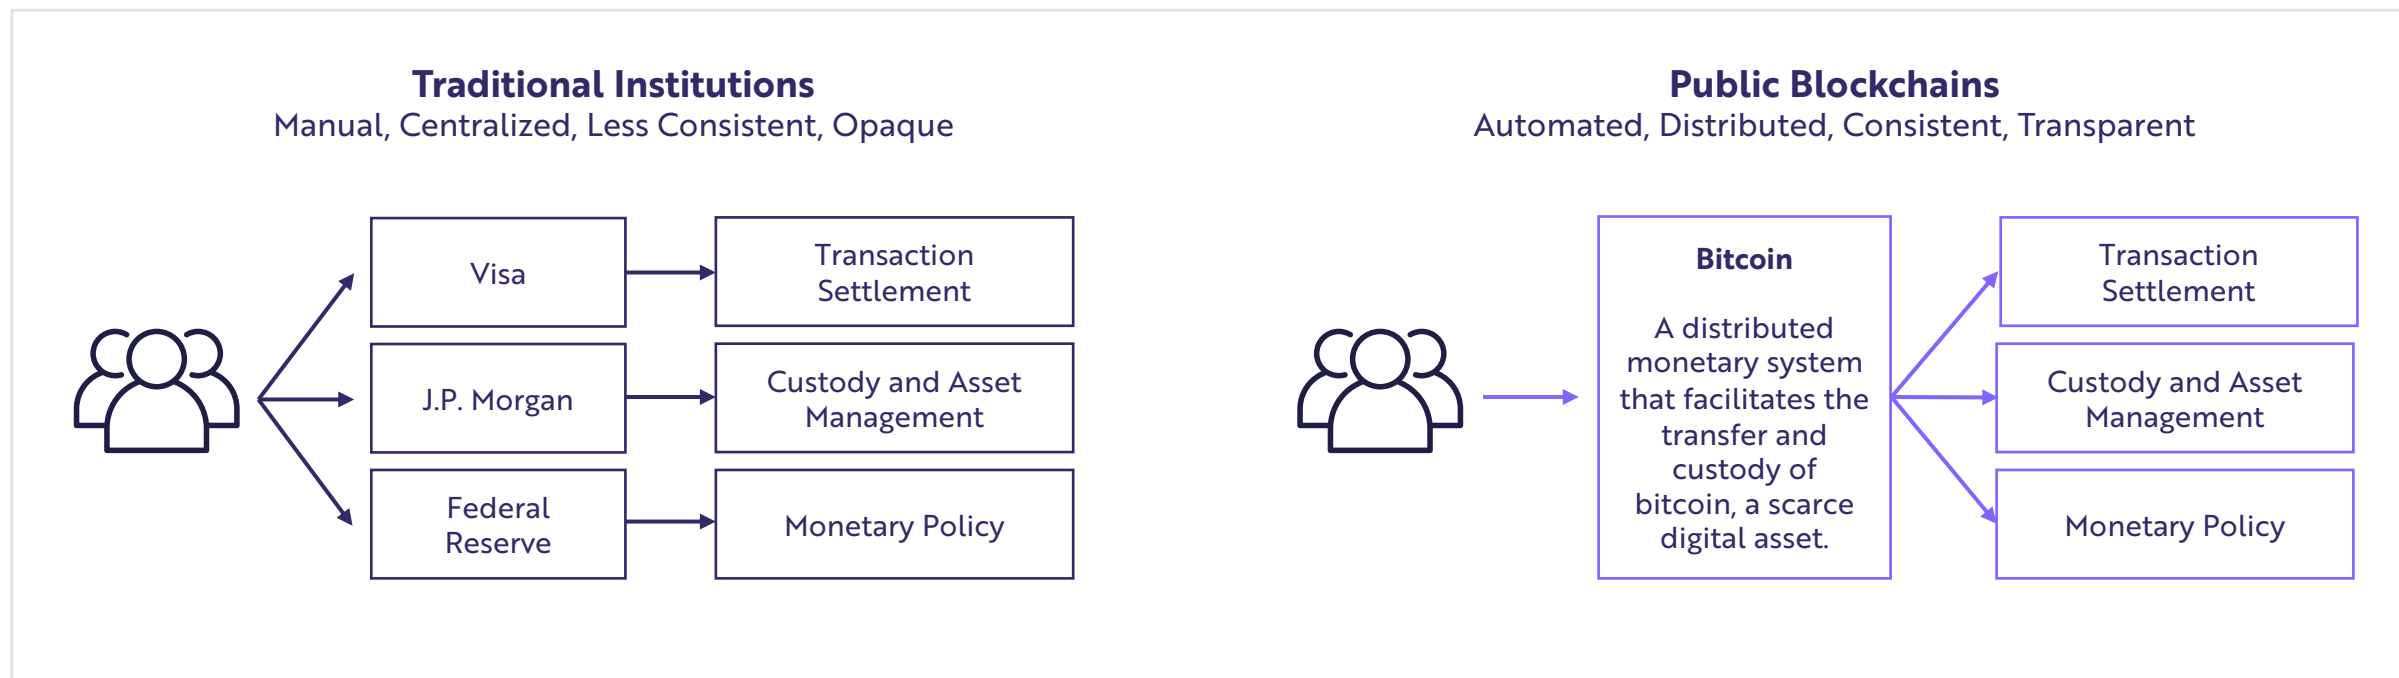 Traditional Institutions
Manual, Centralized, Less Consistent, Opaque
Visa
Transaction
Settlement
J.P. Morgan
Custody and Asset
Management
Federal
Reserve
Monetary Policy
Public Blockchains
Automated, Distributed, Consistent, Transparent
Bitcoin
A distributed
monetary system
that facilitates the
transfer and
custody of
bitcoin, a scarce
digital asset.
Transaction
Settlement
Custody and Asset
Management
Monetary Policy